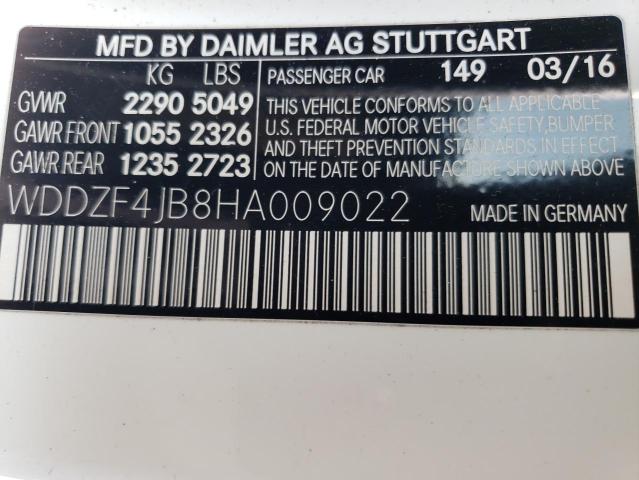 MFD BY DAIMLER AG STUTTGART
KG LBS PASSENGER CAR 149 03/16
GVWR 2290 5049
GAWR FRONT 1055 2326
GAWR REAR 1235 2723
THIS VEHICLE CONFORMS TO ALL APPLICABLE
U.S. FEDERAL MOTOR VEHICLE SAFETY,BUMPER
AND THEFT PREVENTION STANDARDS IN EFFECT
ON THE DATE OF MANUFACTURE SHOWN ABOVE
WDDZF4JB8HA009022 MADE IN GERMANY